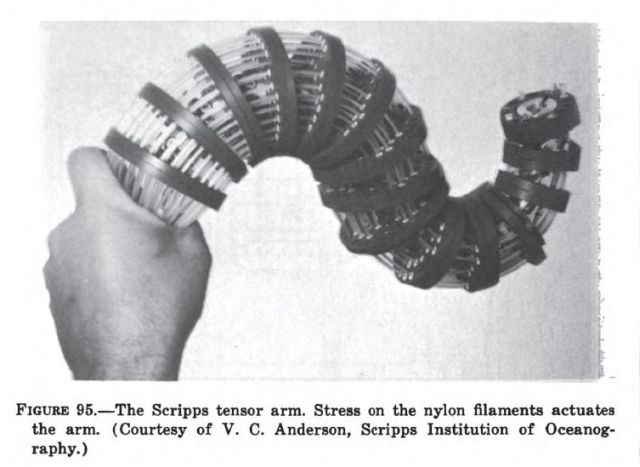 FIGURE 95.—The Scripps tensor arm. Stress on the nylon filaments actuates
the arm. (Courtesy of V. C. Anderson, Scripps Institution of Oceanog-
raphy.)